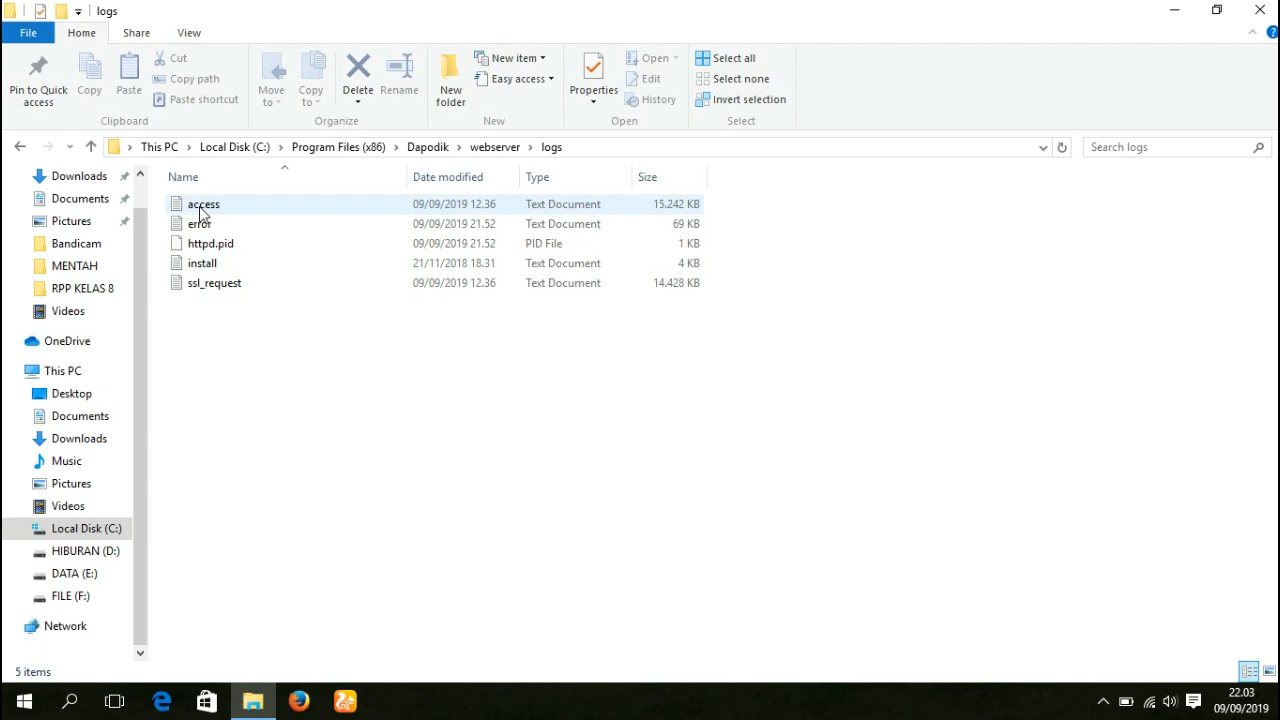 logs
File Home Share View
Pin to Quick access
Copy
Paste
Cut
Copy path
Paste shortcut
Clipboard
Move to
Copy to
Delete
Rename
Organize
New folder
New item
Easy access
New
Properties
Open
Edit
History
Open
Select all
Select none
Invert selection
Select
This PC Local Disk (C:) Program Files (x86) Dapodik webserver logs
Search logs
Downloads
Documents
Pictures
Bandicam
MENTAH
RPP KELAS 8
Videos
OneDrive
This PC
Desktop
Documents
Downloads
Music
Pictures
Videos
Local Disk (C:)
HIBURAN (D:)
DATA (E:)
FILE (F:)
Network
Name Date modified Type Size
access 09/09/2019 12.36 Text Document 15.242 KB
error 09/09/2019 21.52 Text Document 69 KB
httpd.pid 09/09/2019 21.52 PID File 1 KB
install 21/11/2018 18.31 Text Document 4 KB
ssl_request 09/09/2019 12.36 Text Document 14.428 KB
5 items
22.03
09/09/2019